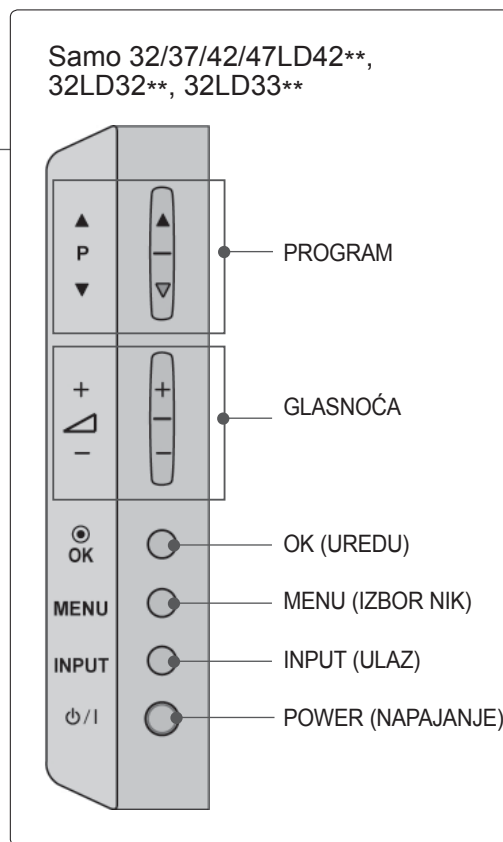 Samo 32/37/42/47LD42**,
32LD32**, 32LD33**
▲
P
▼
PROGRAM
+
−
+
−
GLASNOĆA
OK
OK (UREDU)
MENU
MENU (IZBOR NIK)
INPUT
INPUT (ULAZ)
⏻/I
POWER (NAPAJANJE)